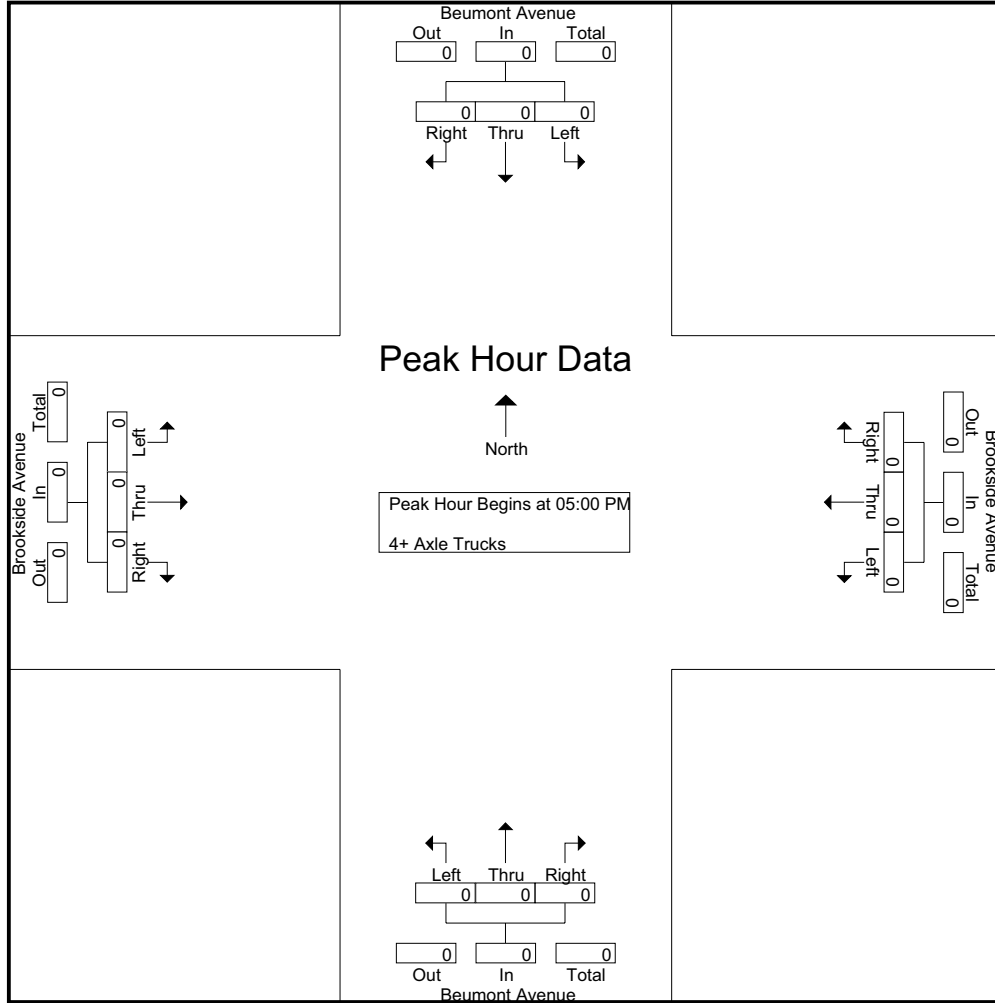 Beumont Avenue
Out In Total
0 0 0
0 0 0
Right Thru Left
Peak Hour Data
North
Peak Hour Begins at 05:00 PM
4+ Axle Trucks
Brookside Avenue
Out In Total
0 0 0
0 0 0
Right Thru Left
Brookside Avenue
Total In Out
0 0 0
0 0 0
Right Thru Left
Left Thru Right
0 0 0
0 0 0
Out In Total
Beumont Avenue